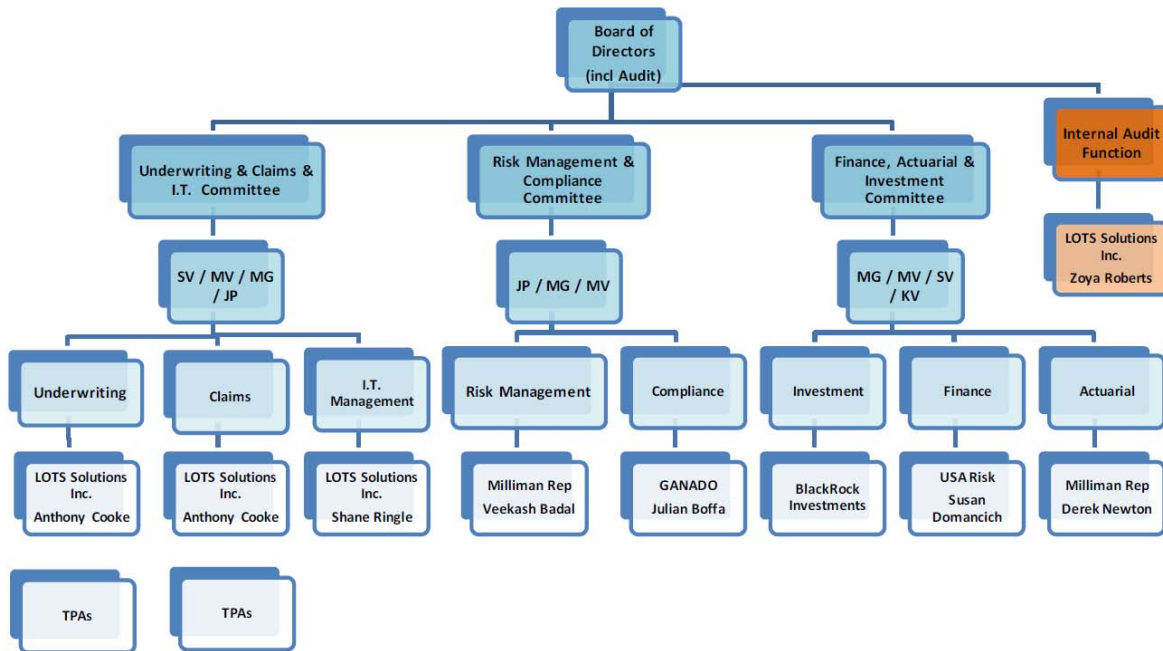 Board of
Directors
(incl Audit)
Internal Audit
Function
Underwriting & Claims &
I.T. Committee
Risk Management &
Compliance
Committee
Finance, Actuarial &
Investment
Committee
LOTS Solutions
Inc.
Zoya Roberts
SV / MV / MG
/ JP
JP / MG / MV
MG / MV / SV
/ KV
Underwriting
Claims
I.T.
Management
Risk Management
Compliance
Investment
Finance
Actuarial
LOTS Solutions
Inc.
Anthony Cooke
LOTS Solutions
Inc.
Anthony Cooke
LOTS Solutions
Inc.
Shane Ringle
Milliman Rep
Veekash Badal
GANADO
Julian Boffa
BlackRock
Investments
USA Risk
Susan
Domancich
Milliman Rep
Derek Newton
TPAs
TPAs